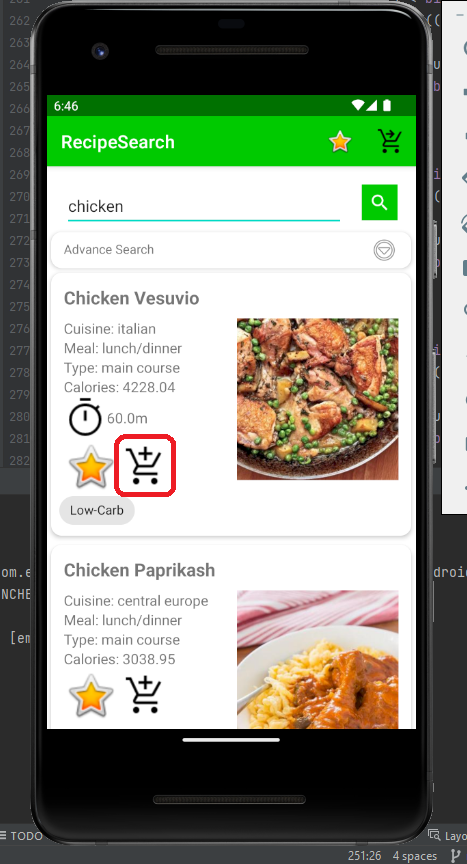 6:46
RecipeSearch
chicken
Advance Search
Chicken Vesuvio
Cuisine: italian
Meal: lunch/dinner
Type: main course
Calories: 4228.04
60.0m
Low-Carb
Chicken Paprikash
Cuisine: central europe
Meal: lunch/dinner
Type: main course
Calories: 3038.95
262
263
264
265
266
267
268
269
270
271
272
273
274
275
276
277
278
279
280
281
282
om.e
droid
NCHE
[em
TODO
Layo
251:26 4 spaces